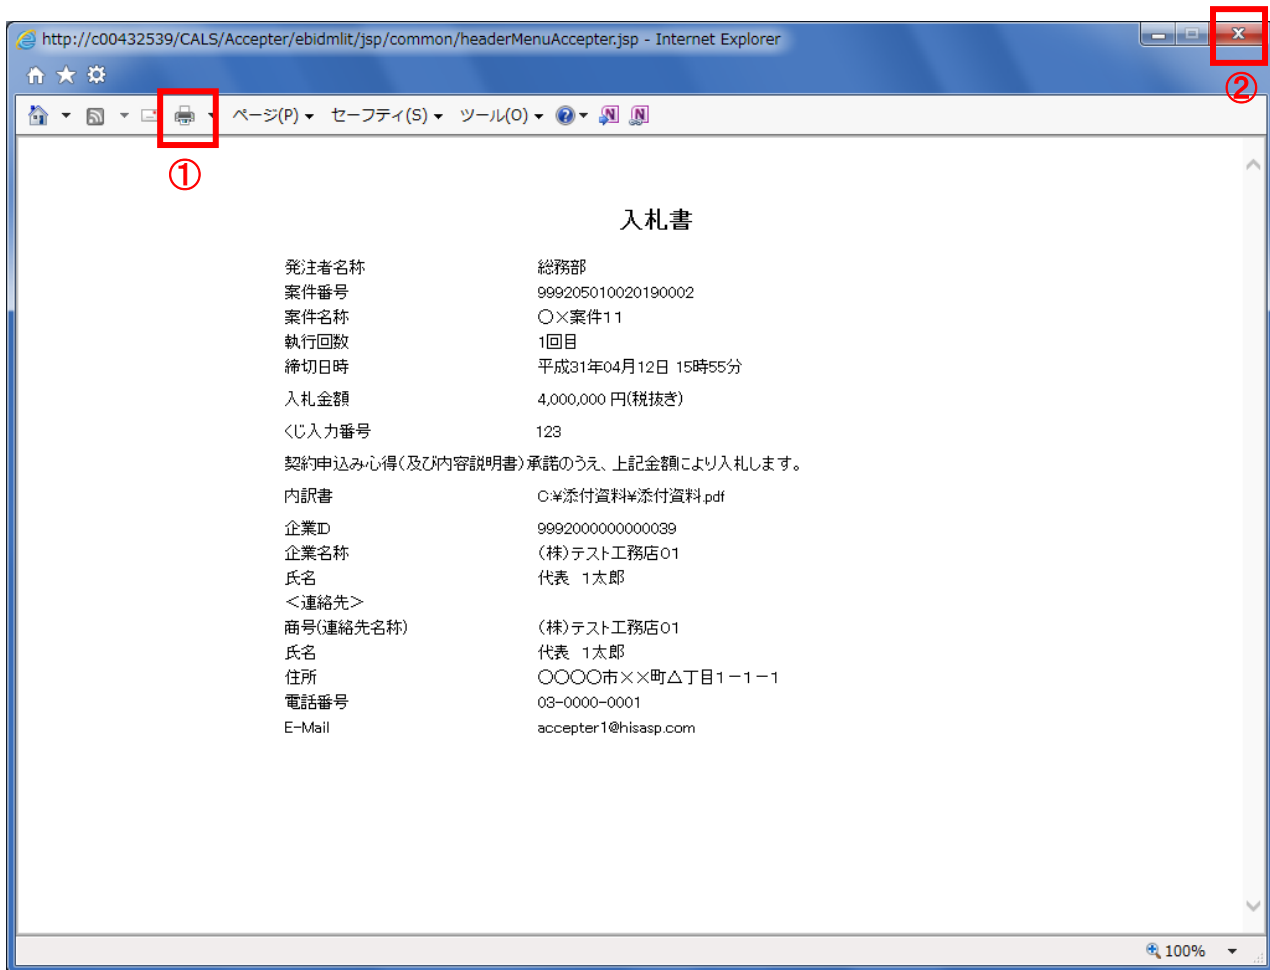 http://c00432539/CALS/Accepter/ebidmlit/jsp/common/headerMenuAccepter.jsp - Internet Explorer
②
ページ(P) セーフティ(S) ツール(O)
①
入札書
発注者名称 総務部
案件番号 999205010020190002
案件名称 〇×案件11
執行回数 1回目
締切日時 平成31年04月12日 15時55分
入札金額 4,000,000 円(税抜き)
くじ入力番号 123
契約申込み心得(及び内容説明書)承諾のうえ、上記金額により入札します。
内訳書 C:¥添付資料¥添付資料.pdf
企業ID 9992000000000039
企業名称 (株)テスト工務店01
氏名 代表 1太郎
<連絡先>
商号(連絡先名称) (株)テスト工務店01
氏名 代表 1太郎
住所 〇〇〇〇市××町△丁目1-1-1
電話番号 03-0000-0001
E-Mail accepter1@hisasp.com
100%